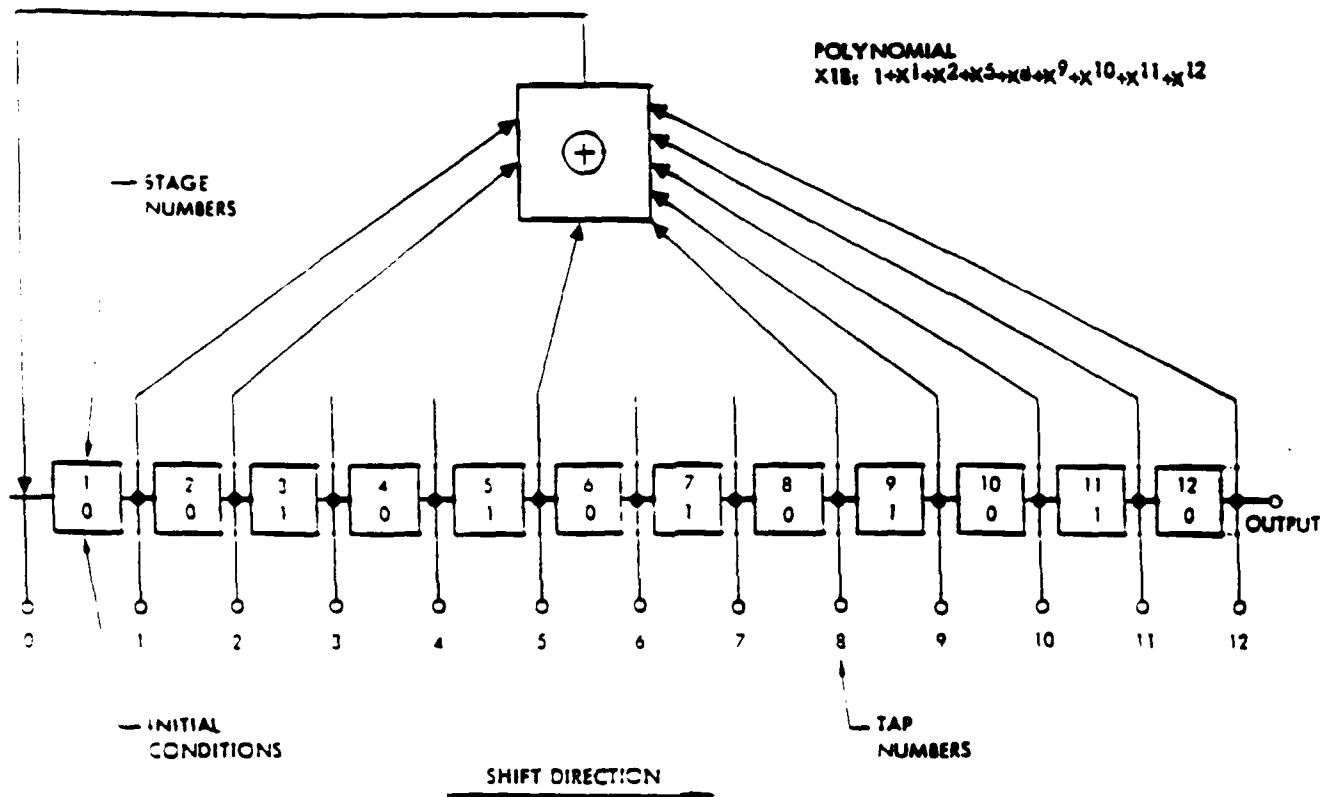 POLYNOMIAL
X1B: 1+X¹+X²+X⁵+X⁸+X⁹+X¹⁰+X¹¹+X¹²
STAGE
NUMBERS
1 2 3 4 5 6 7 8 9 10 11 12
0 0 1 0 1 0 1 0 1 0 1 0
OUTPUT
0 1 2 3 4 5 6 7 8 9 10 11 12
INITIAL
CONDITIONS
TAP
NUMBERS
SHIFT DIRECTION